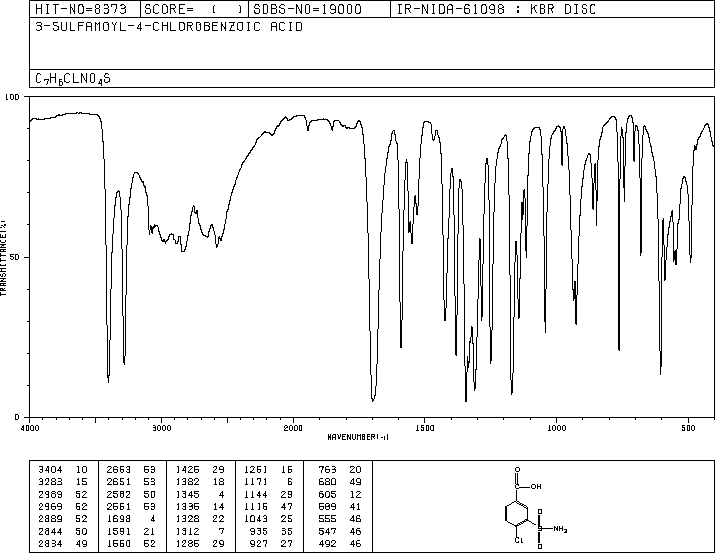 HIT-NO=8373 SCORE= ( ) SDBS-NO=19000 IR-NIDA-61098 : KBR DISC
3-SULFAMOYL-4-CHLOROBENZOIC ACID
C7H6CLNO4S
100
TRANSMITTANCE(%)
50
0
4000 3000 2000 1500 1000 500
WAVENUMBER(-1)
3404 10 2663 53 1426 29 1251 16 763 20
3283 15 2651 53 1382 18 1171 6 680 49
2989 52 2582 50 1345 4 1144 29 605 12
2969 52 2551 53 1336 14 1116 47 589 41
2889 52 1698 4 1328 22 1043 25 555 46
2844 50 1591 21 1312 7 935 35 547 46
2834 49 1560 52 1286 29 927 27 492 46
O
C OH
O
S NH2
O
Cl